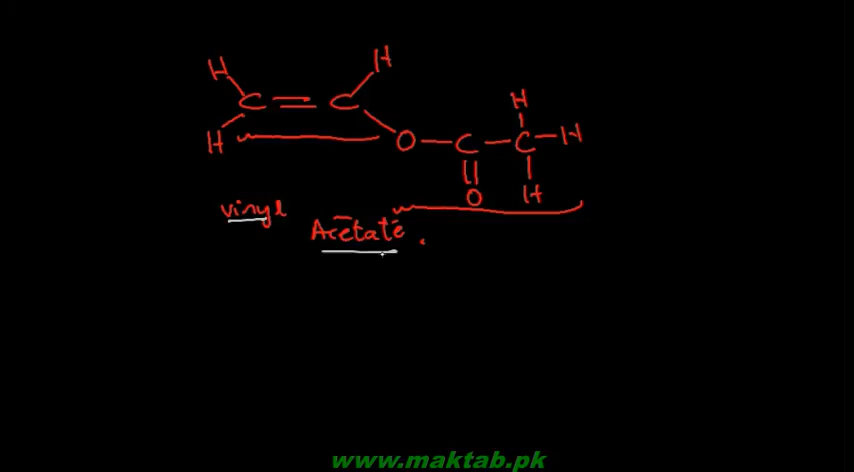 H H
C = C H
H O - C - C - H
O H
vinyl
Acetate.
www.maktab.pk